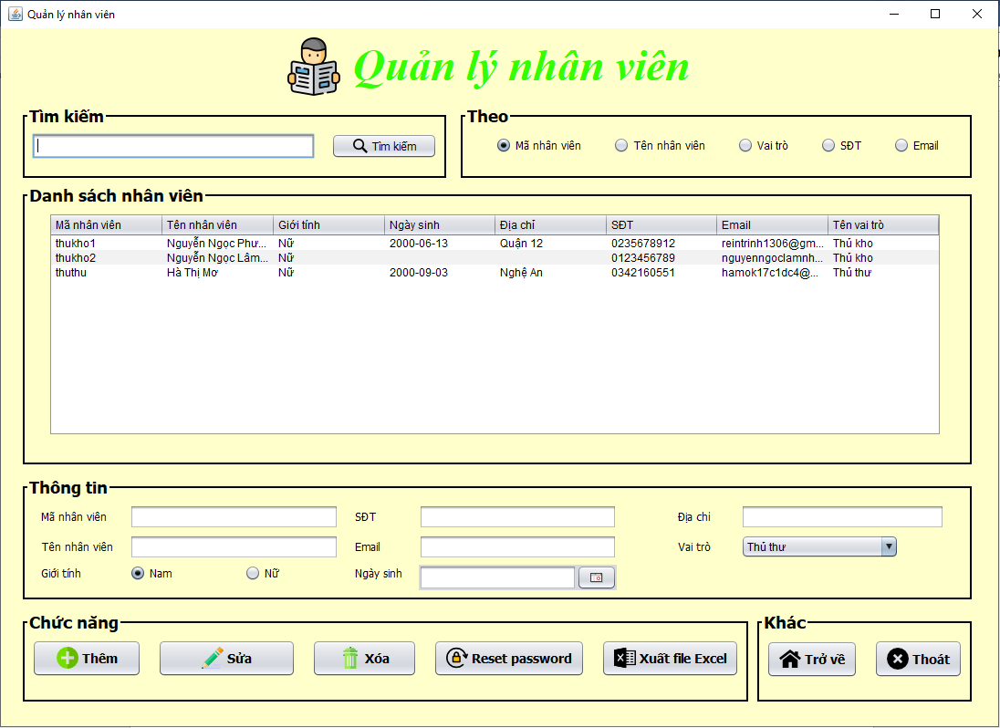 Quản lý nhân viên
Quản lý nhân viên
Tìm kiếm
Tìm kiếm
Theo
Mã nhân viên Tên nhân viên Vai trò SĐT Email
Danh sách nhân viên
Mã nhân viên Tên nhân viên Giới tính Ngày sinh Địa chỉ SĐT Email Tên vai trò
thukho1 Nguyễn Ngọc Phư... Nữ 2000-06-13 Quận 12 0235678912 reintrinh1306@gm... Thủ kho
thukho2 Nguyễn Ngọc Lâm... Nữ 0123456789 nguyenngoclamnh... Thủ kho
thuthu Hà Thị Mơ Nữ 2000-09-03 Nghệ An 0342160551 hamok17c1dc4@... Thủ thư
Thông tin
Mã nhân viên SĐT Địa chỉ
Tên nhân viên Email Vai trò Thủ thư
Giới tính Nam Nữ Ngày sinh
Chức năng
Thêm Sửa Xóa Reset password Xuất file Excel
Khác
Trở về Thoát